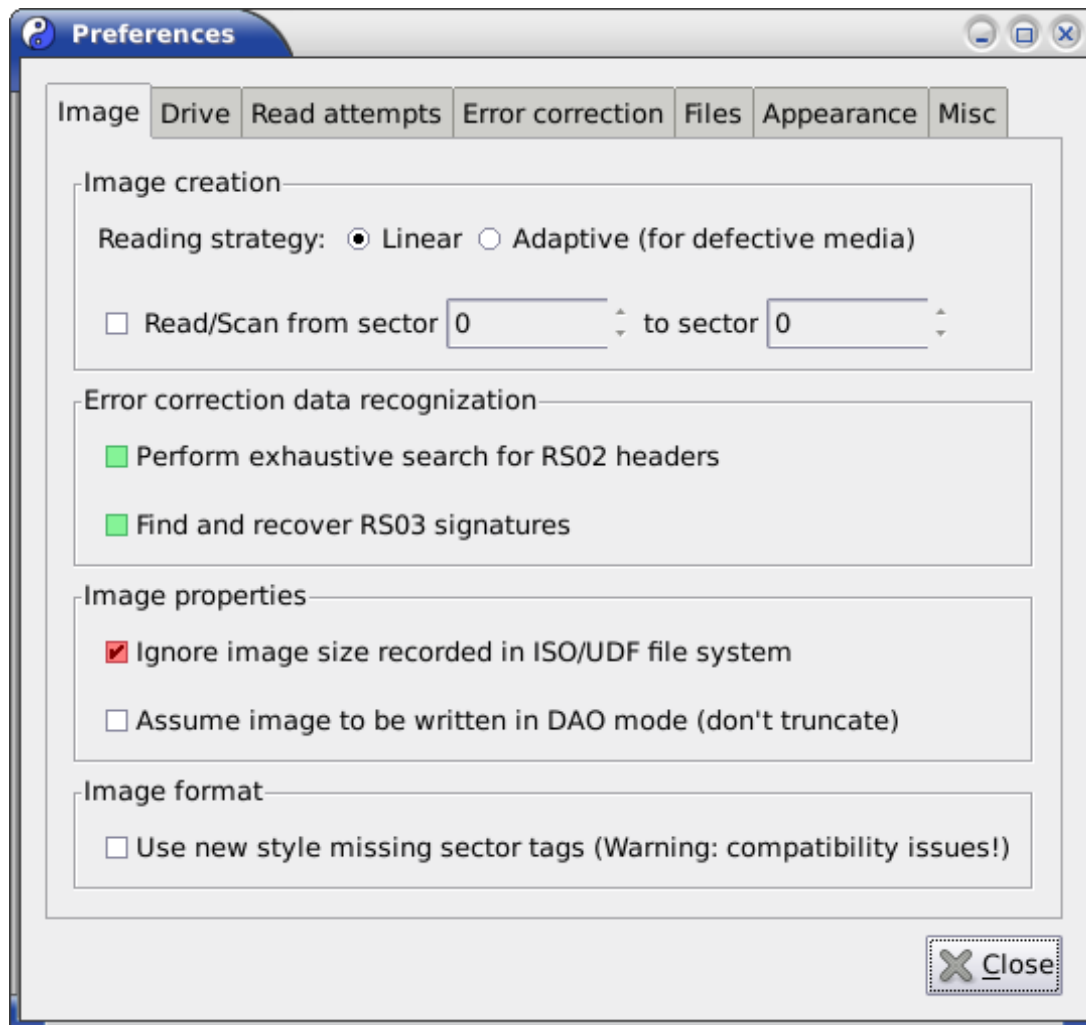 Preferences
Image Drive Read attempts Error correction Files Appearance Misc
Image creation
Reading strategy: Linear Adaptive (for defective media)
Read/Scan from sector 0 to sector 0
Error correction data recognization
Perform exhaustive search for RS02 headers
Find and recover RS03 signatures
Image properties
Ignore image size recorded in ISO/UDF file system
Assume image to be written in DAO mode (don't truncate)
Image format
Use new style missing sector tags (Warning: compatibility issues!)
Close